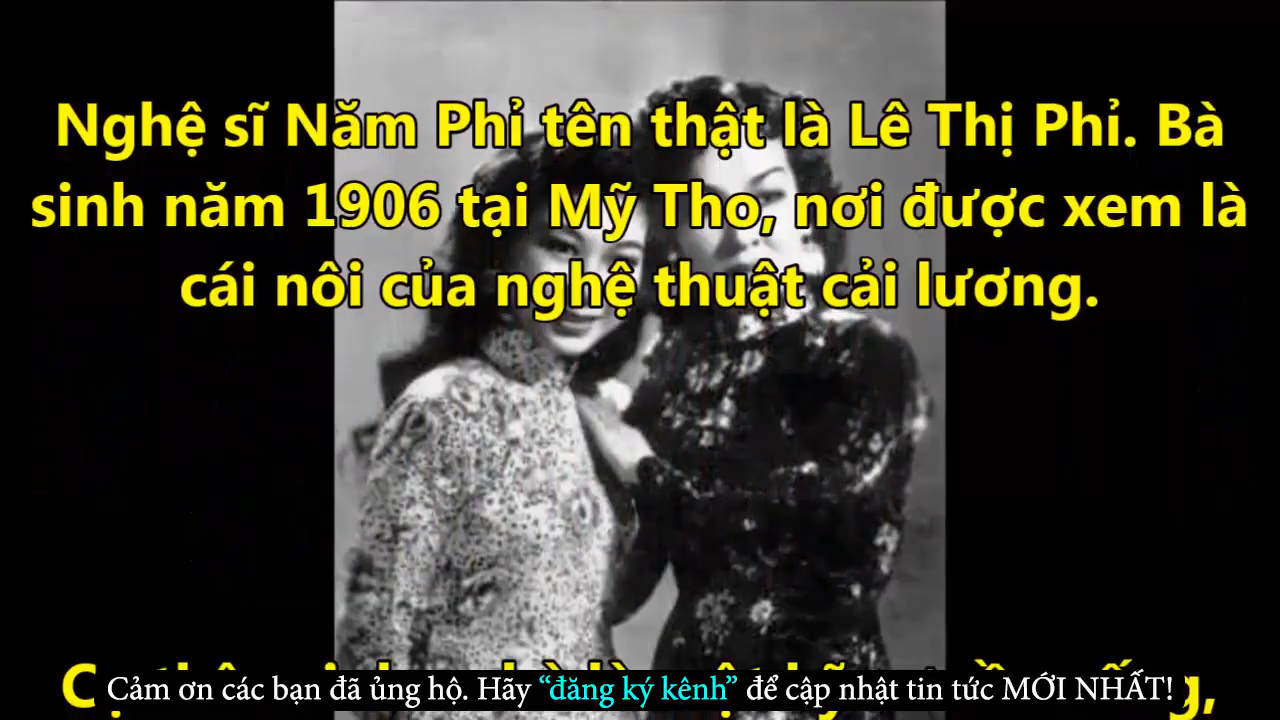 Nghệ sĩ Năm Phỉ tên thật là Lê Thị Phỉ. Bà
sinh năm 1906 tại Mỹ Tho, nơi được xem là
cái nôi của nghệ thuật cải lương.
Cảm ơn các bạn đã ủng hộ. Hãy “đăng ký kênh” để cập nhật tin tức MỚI NHẤT!